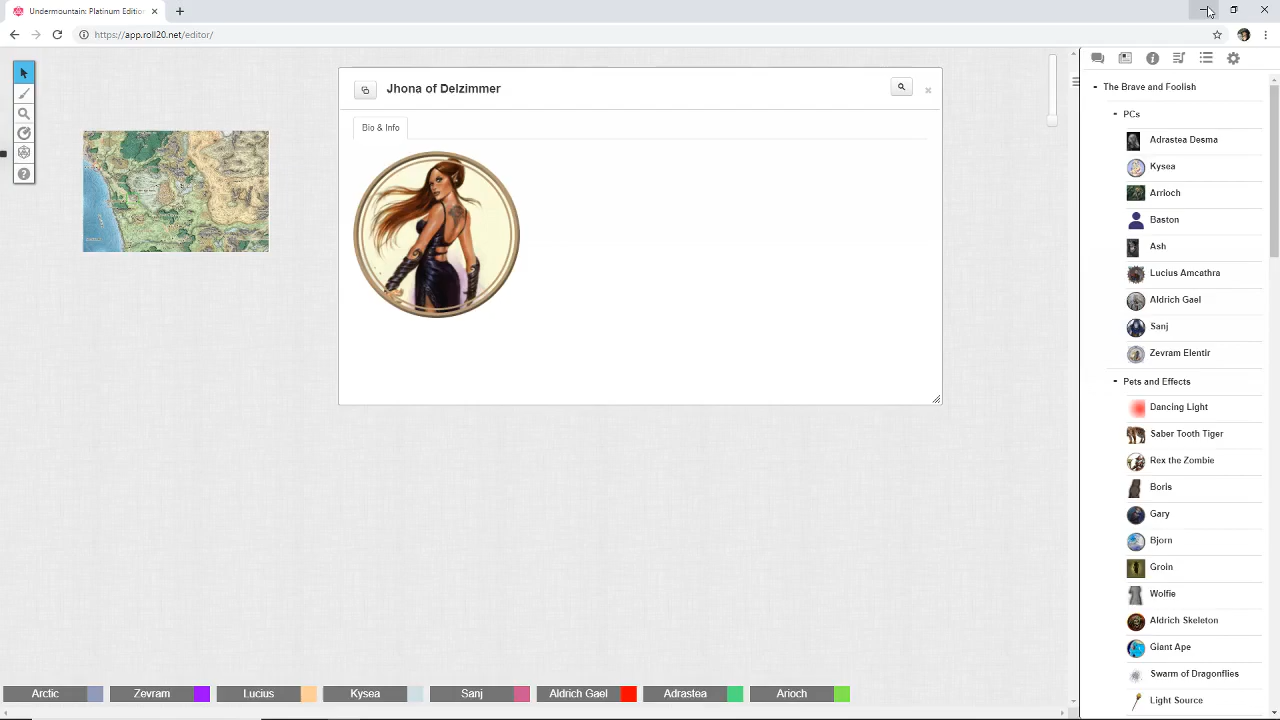 Undermountain: Platinum Edition
https://app.roll20.net/editor/
Jhona of Delzimmer
Bio & Info
The Brave and Foolish
PCs
Adrastea Desma
Kysea
Arrioch
Baston
Ash
Lucius Amcathra
Aldrich Gael
Sanj
Zevram Elentir
Pets and Effects
Dancing Light
Saber Tooth Tiger
Rex the Zombie
Boris
Gary
Bjorn
Groin
Wolfie
Aldrich Skeleton
Giant Ape
Swarm of Dragonflies
Light Source
Arctic
Zevram
Lucius
Kysea
Sanj
Aldrich Gael
Adrastea
Arioch